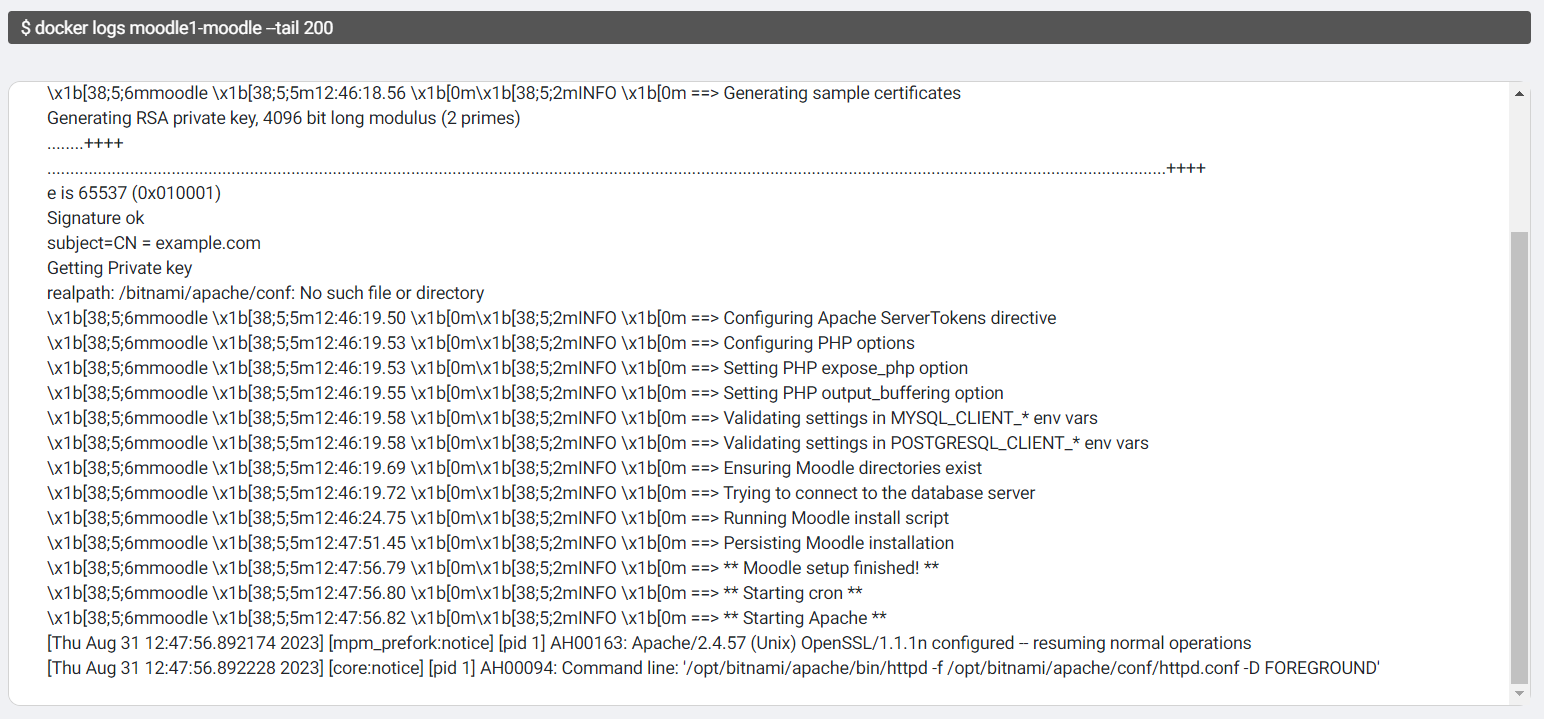 $ docker logs moodle1-moodle --tail 200
\x1b[38;5;6mmoodle \x1b[38;5;5m12:46:18.56 \x1b[0m\x1b[38;5;2mINFO \x1b[0m ==> Generating sample certificates
Generating RSA private key, 4096 bit long modulus (2 primes)
........++++
...................................................................................................................................................................................................................................................++++
e is 65537 (0x010001)
Signature ok
subject=CN = example.com
Getting Private key
realpath: /bitnami/apache/conf: No such file or directory
\x1b[38;5;6mmoodle \x1b[38;5;5m12:46:19.50 \x1b[0m\x1b[38;5;2mINFO \x1b[0m ==> Configuring Apache ServerTokens directive
\x1b[38;5;6mmoodle \x1b[38;5;5m12:46:19.53 \x1b[0m\x1b[38;5;2mINFO \x1b[0m ==> Configuring PHP options
\x1b[38;5;6mmoodle \x1b[38;5;5m12:46:19.53 \x1b[0m\x1b[38;5;2mINFO \x1b[0m ==> Setting PHP expose_php option
\x1b[38;5;6mmoodle \x1b[38;5;5m12:46:19.55 \x1b[0m\x1b[38;5;2mINFO \x1b[0m ==> Setting PHP output_buffering option
\x1b[38;5;6mmoodle \x1b[38;5;5m12:46:19.58 \x1b[0m\x1b[38;5;2mINFO \x1b[0m ==> Validating settings in MYSQL_CLIENT_* env vars
\x1b[38;5;6mmoodle \x1b[38;5;5m12:46:19.58 \x1b[0m\x1b[38;5;2mINFO \x1b[0m ==> Validating settings in POSTGRESQL_CLIENT_* env vars
\x1b[38;5;6mmoodle \x1b[38;5;5m12:46:19.69 \x1b[0m\x1b[38;5;2mINFO \x1b[0m ==> Ensuring Moodle directories exist
\x1b[38;5;6mmoodle \x1b[38;5;5m12:46:19.72 \x1b[0m\x1b[38;5;2mINFO \x1b[0m ==> Trying to connect to the database server
\x1b[38;5;6mmoodle \x1b[38;5;5m12:46:24.75 \x1b[0m\x1b[38;5;2mINFO \x1b[0m ==> Running Moodle install script
\x1b[38;5;6mmoodle \x1b[38;5;5m12:47:51.45 \x1b[0m\x1b[38;5;2mINFO \x1b[0m ==> Persisting Moodle installation
\x1b[38;5;6mmoodle \x1b[38;5;5m12:47:56.79 \x1b[0m\x1b[38;5;2mINFO \x1b[0m ==> ** Moodle setup finished! **
\x1b[38;5;6mmoodle \x1b[38;5;5m12:47:56.80 \x1b[0m\x1b[38;5;2mINFO \x1b[0m ==> ** Starting cron **
\x1b[38;5;6mmoodle \x1b[38;5;5m12:47:56.82 \x1b[0m\x1b[38;5;2mINFO \x1b[0m ==> ** Starting Apache **
[Thu Aug 31 12:47:56.892174 2023] [mpm_prefork:notice] [pid 1] AH00163: Apache/2.4.57 (Unix) OpenSSL/1.1.1n configured -- resuming normal operations
[Thu Aug 31 12:47:56.892228 2023] [core:notice] [pid 1] AH00094: Command line: '/opt/bitnami/apache/bin/httpd -f /opt/bitnami/apache/conf/httpd.conf -D FOREGROUND'